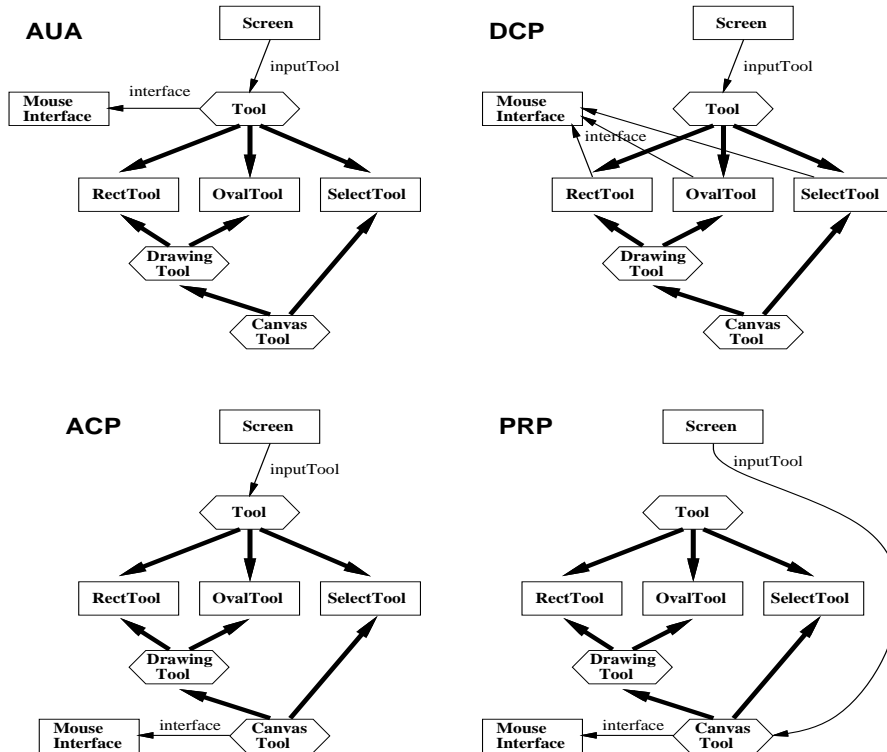 AUA
Screen
inputTool
interface
Mouse
Interface
Tool
RectTool
OvalTool
SelectTool
Drawing
Tool
Canvas
Tool
DCP
Screen
inputTool
Mouse
Interface
interface
Tool
RectTool
OvalTool
SelectTool
Drawing
Tool
Canvas
Tool
ACP
Screen
inputTool
Tool
RectTool
OvalTool
SelectTool
Drawing
Tool
Mouse
Interface
interface
Canvas
Tool
PRP
Screen
inputTool
Tool
RectTool
OvalTool
SelectTool
Drawing
Tool
Mouse
Interface
interface
Canvas
Tool